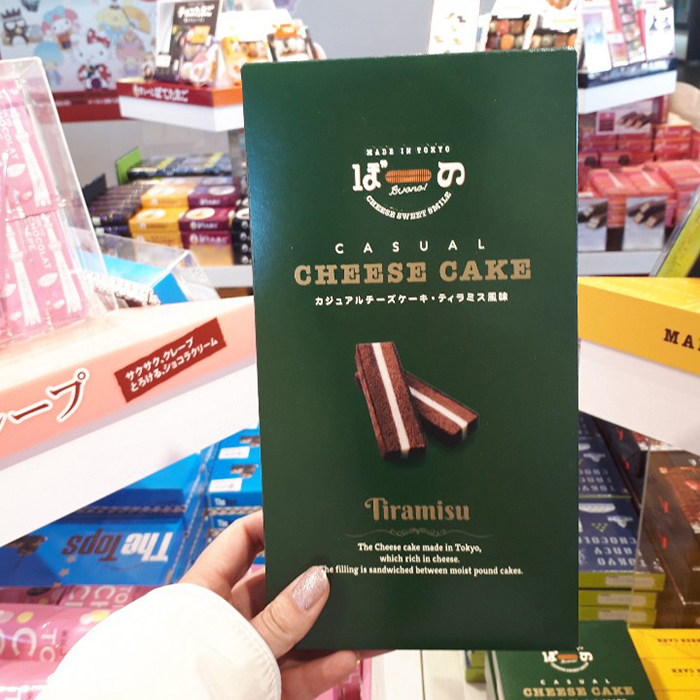 MADE IN TOKYO
ぼーの
Buono!
CHEESE SWEET SMILE
CASUAL
CHEESE CAKE
カジュアルチーズケーキ・ティラミス風味
Tiramisu
The Cheese cake made in Tokyo,
which rich in cheese.
The filling is sandwiched between moist pound cakes.
サクサク、クレープ
とろける、ショコラクリーム
レープ
The Tops
MA
CASUAL
CHEESE CAKE